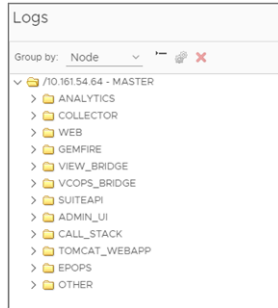 Logs
Group by: Node
/10.161.54.64 - MASTER
ANALYTICS
COLLECTOR
WEB
GEMFIRE
VIEW_BRIDGE
VCOPS_BRIDGE
SUITEAPI
ADMIN_UI
CALL_STACK
TOMCAT_WEBAPP
EPOPS
OTHER